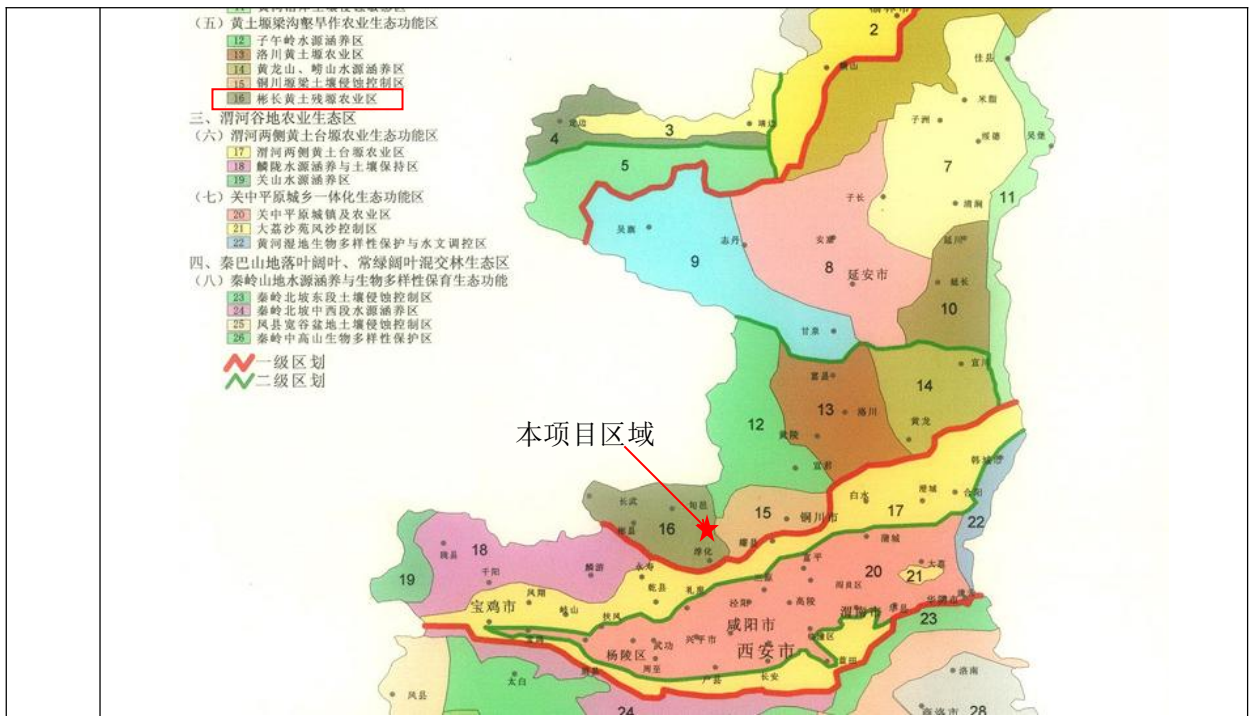 （五）黄土塬梁沟壑旱作农业生态功能区
12 子午岭水源涵养区
13 洛川黄土塬农业区
14 黄龙山、崂山水源涵养区
15 铜川塬梁土壤侵蚀控制区
16 彬长黄土残塬农业区
三、渭河谷地农业生态区
（六）渭河两侧黄土台塬农业生态功能区
17 渭河两侧黄土台塬农业区
18 麟陇水源涵养与土壤保持区
19 关山水源涵养区
（七）关中平原城乡一体化生态功能区
20 关中平原城镇及农业区
21 大荔沙苑风沙控制区
22 黄河湿地生物多样性保护与水文调控区
四、秦巴山地落叶阔叶、常绿阔叶混交林生态区
（八）秦岭山地水源涵养与生物多样性保育生态功能
23 秦岭北坡东段土壤侵蚀控制区
24 秦岭北坡中西段水源涵养区
25 凤县宽谷盆地土壤侵蚀控制区
26 秦岭中高山生物多样性保护区
一级区划
二级区划
2
佳县
米脂
定边
3
靖边
子洲
绥德
吴堡
4
5
7
子长
清涧
11
吴旗
志丹
安塞
延川
9
8
延安市
延长
10
甘泉
宜川
富县
14
13
洛川
12
黄陵
黄龙
本项目区域
宜君
韩城市
长武
旬邑
白水
澄城
合阳
15
铜川市
17
彬县
16
22
耀县
蒲城
陇县
18
淳化
富平
千阳
麟游
永寿
三原
20
大荔
19
乾县
礼泉
阎良区
21
凤翔
泾阳
高陵
华阴市
宝鸡市
岐山
扶风
渭南市
华县
咸阳市
23
临潼区
武功
兴平市
杨陵区
西安市
周至
蓝田
太白
户县
长安
洛南
凤县
24
商洛市
28